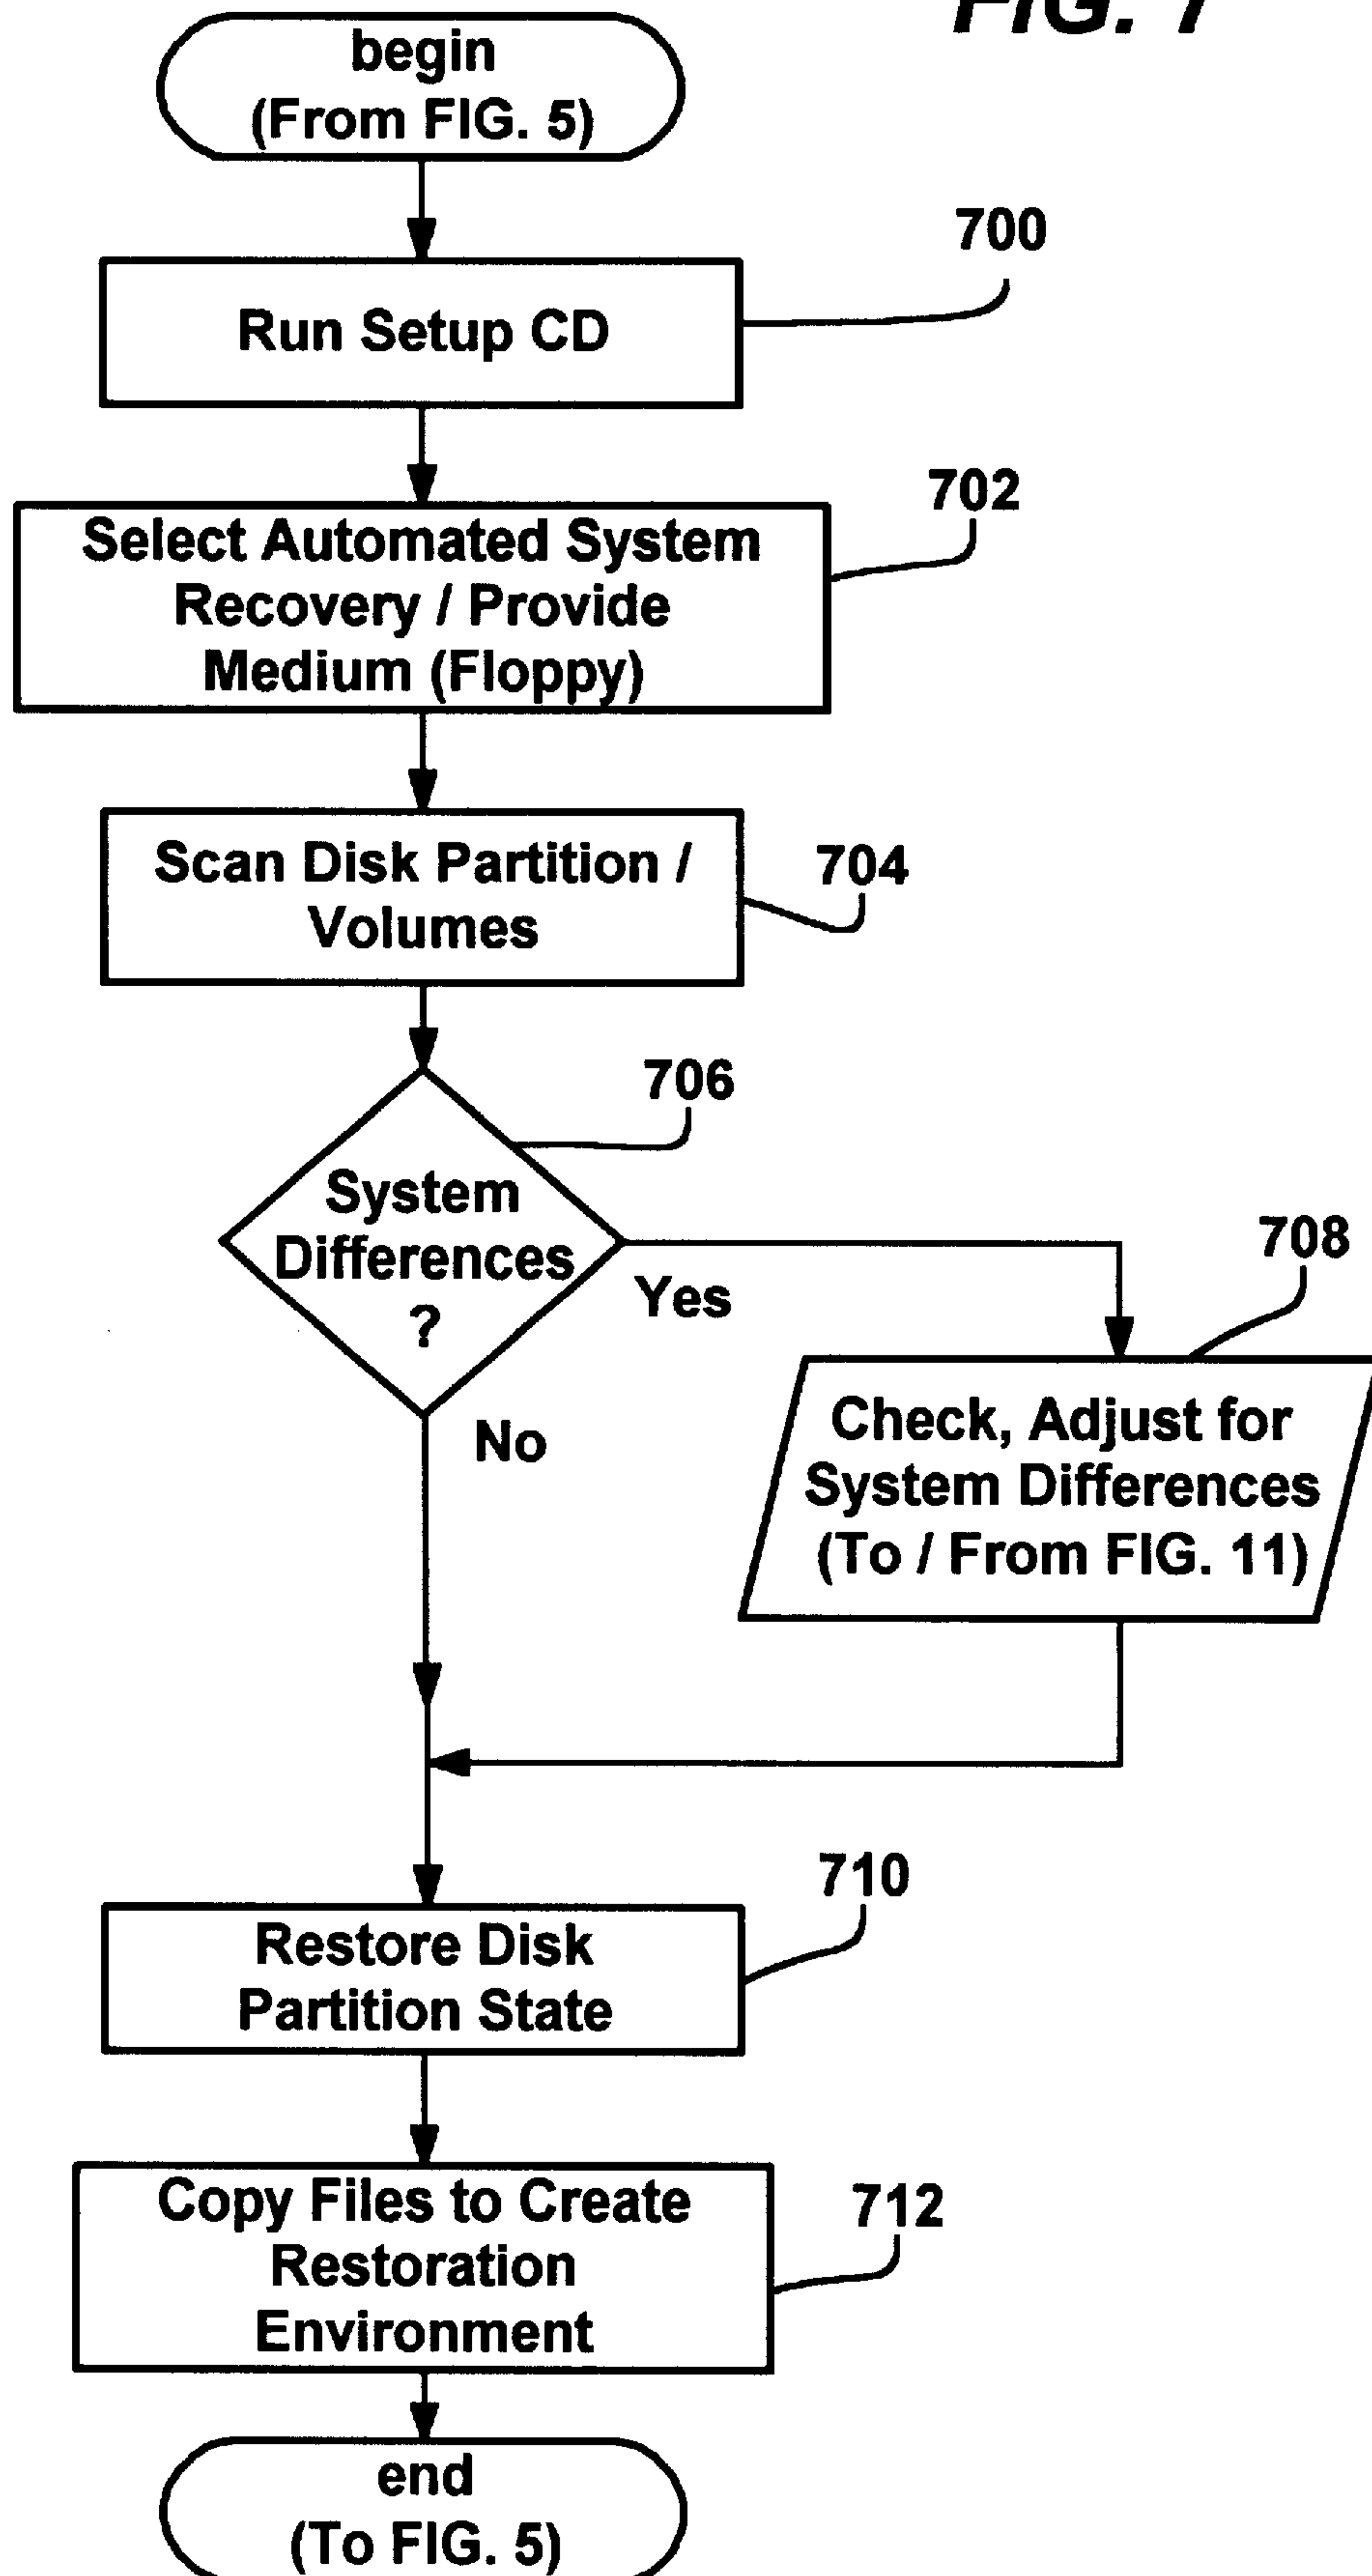 FIG. 7
begin
(From FIG. 5)
700
Run Setup CD
702
Select Automated System
Recovery / Provide
Medium (Floppy)
704
Scan Disk Partition /
Volumes
706
System
Differences
?
Yes
No
708
Check, Adjust for
System Differences
(To / From FIG. 11)
710
Restore Disk
Partition State
712
Copy Files to Create
Restoration
Environment
end
(To FIG. 5)